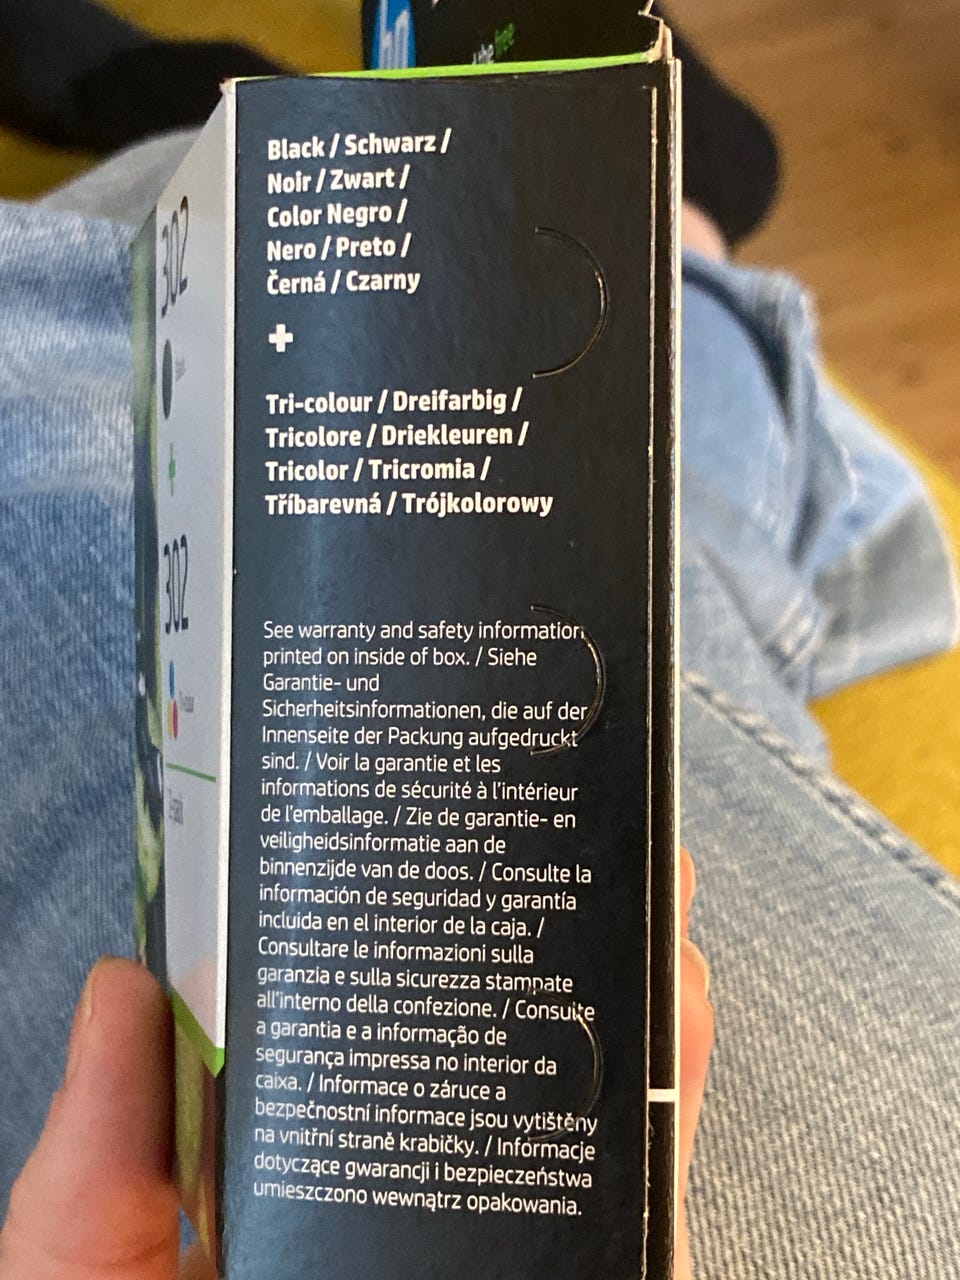 hp
free
Black / Schwarz /
Noir / Zwart /
Color Negro /
Nero / Preto /
Černá / Czarny
+
Tri-colour / Dreifarbig /
Tricolore / Driekleuren /
Tricolor / Tricromia /
Tříbarevná / Trójkolorowy
See warranty and safety information
printed on inside of box. / Siehe
Garantie- und
Sicherheitsinformationen, die auf der
Innenseite der Packung aufgedruckt
sind. / Voir la garantie et les
informations de sécurité à l'intérieur
de l'emballage. / Zie de garantie- en
veiligheidsinformatie aan de
binnenzijde van de doos. / Consulte la
información de seguridad y garantía
incluida en el interior de la caja. /
Consultare le informazioni sulla
garanzia e sulla sicurezza stampate
all'interno della confezione. / Consulte
a garantia e a informação de
segurança impressa no interior da
caixa. / Informace o záruce a
bezpečnostní informace jsou vytištěny
na vnitřní straně krabičky. / Informacje
dotyczące gwarancji i bezpieczeństwa
umieszczono wewnątrz opakowania.
302
+
302
2-pack